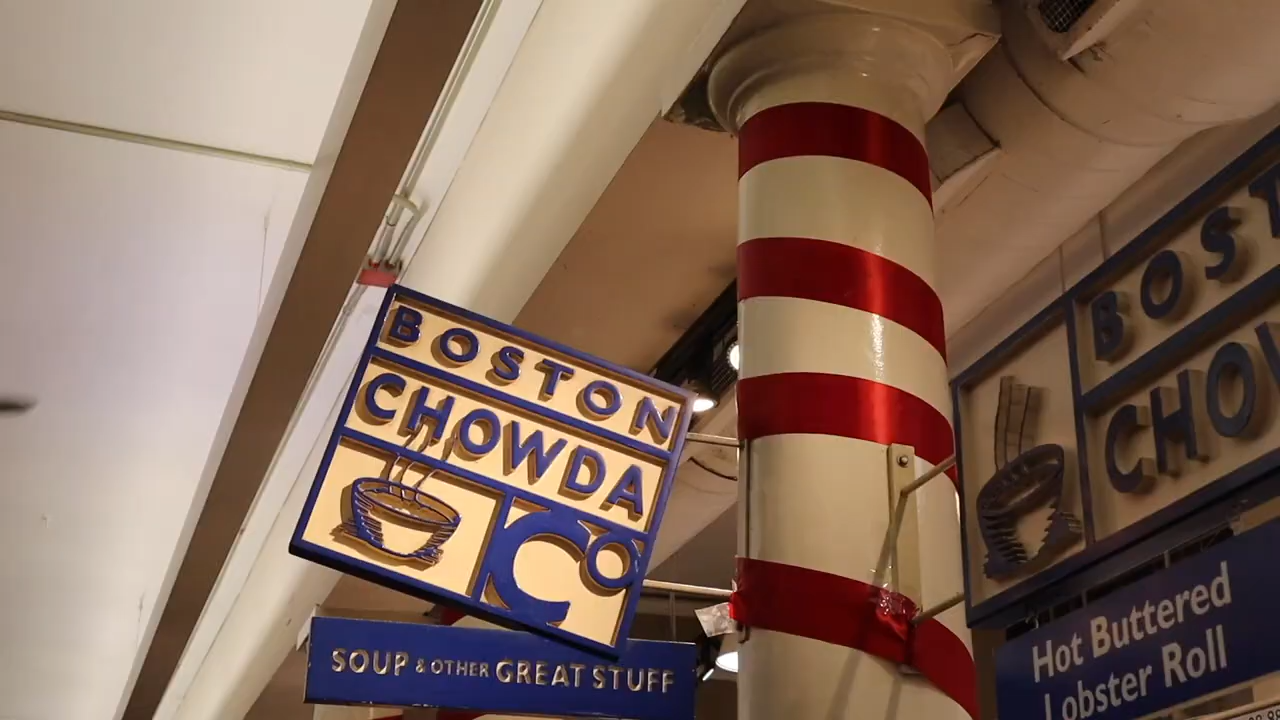 BOSTON
CHOWDA
Co
SOUP & OTHER GREAT STUFF
BOST
CHOW
Hot Buttered
Lobster Roll